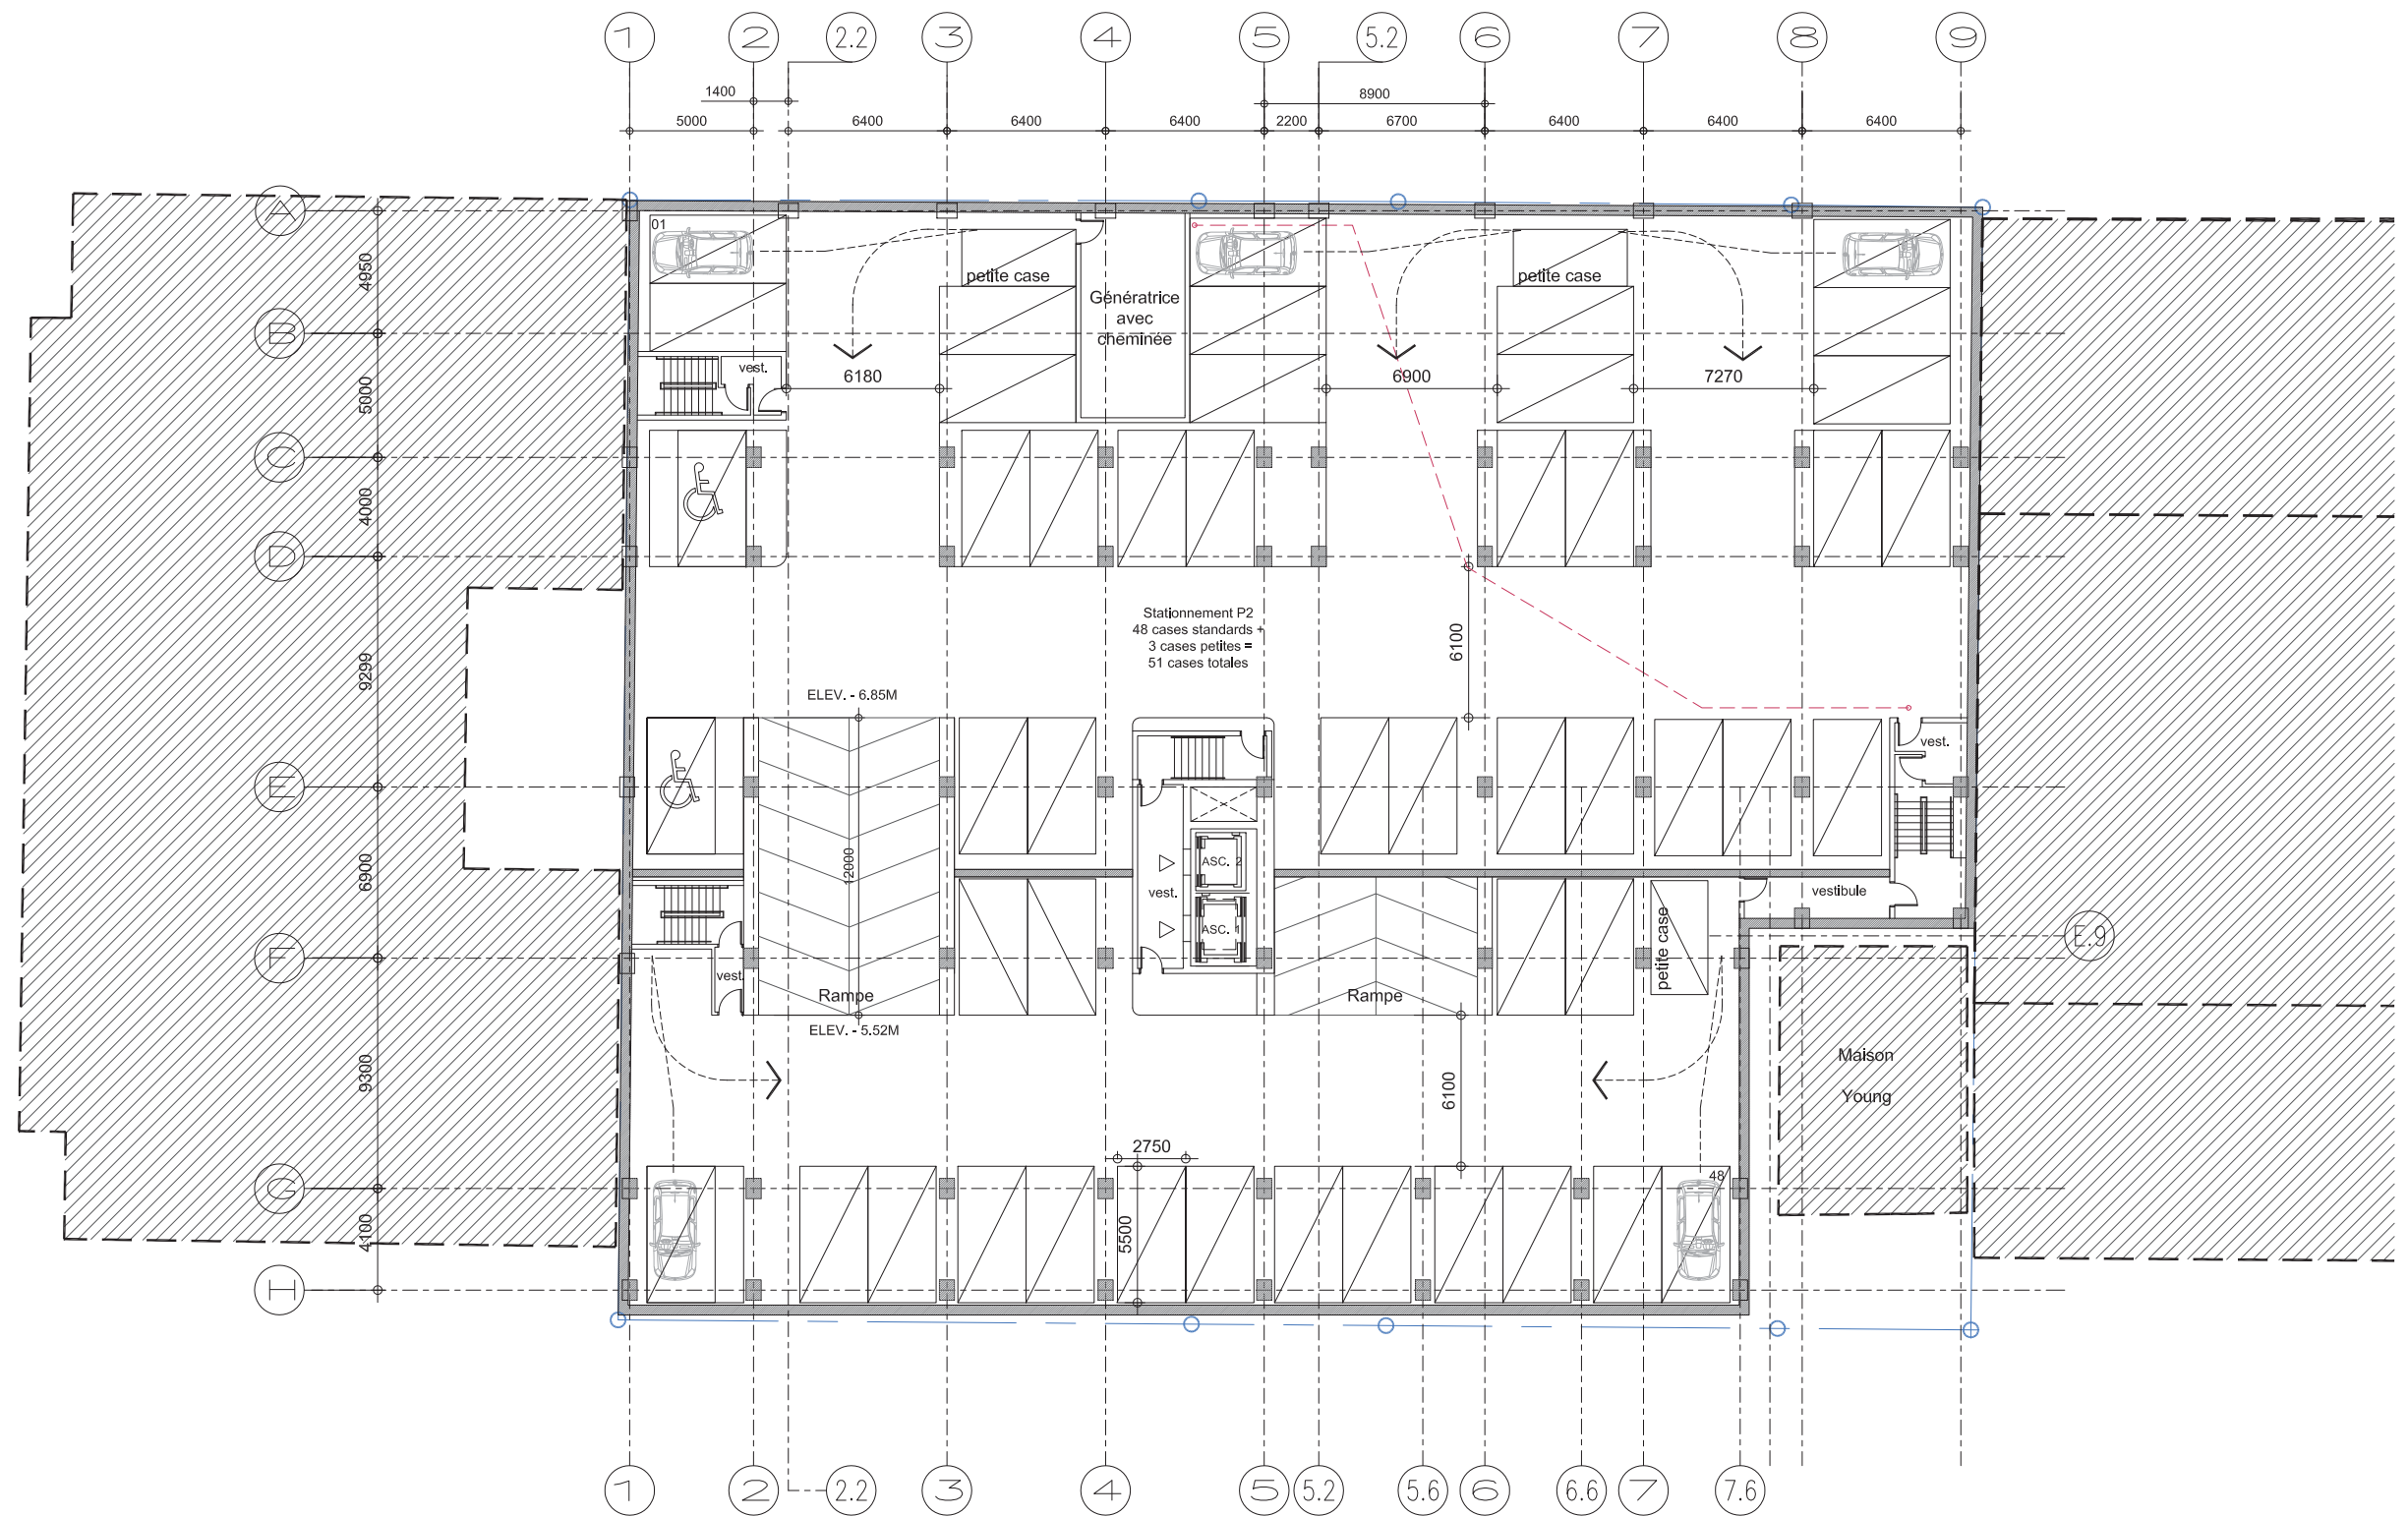 1 2 2.2 3 4 5 5.2 6 7 8 9
1400 8900
5000 6400 6400 6400 2200 6700 6400 6400 6400
A
01
4950
petite case
petite case
Génératrice
avec
cheminée
B
vest.
5000
6180
6900
7270
C
4000
D
Stationnement P2
48 cases standards +
3 cases petites =
51 cases totales
6100
9299
ELEV. - 6.85M
vest.
E
12000
ASC. 2
6900
vest.
vestibule
ASC. 1
petite case
E.9
F
vest.
Rampe
Rampe
ELEV. - 5.52M
Maison
Young
9300
6100
2750
48
G
5500
4100
H
1 2 2.2 3 4 5 5.2 5.6 6 6.6 7 7.6